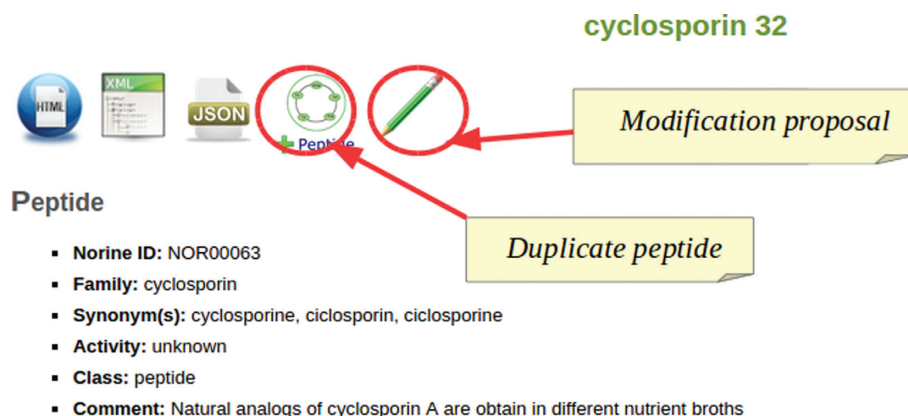 cyclosporin 32
HTML
XML
JSON
Peptide
Modification proposal
Peptide
Duplicate peptide
Norine ID: NOR00063
Family: cyclosporin
Synonym(s): cyclosporine, ciclosporin, ciclosporine
Activity: unknown
Class: peptide
Comment: Natural analogs of cyclosporin A are obtain in different nutrient broths